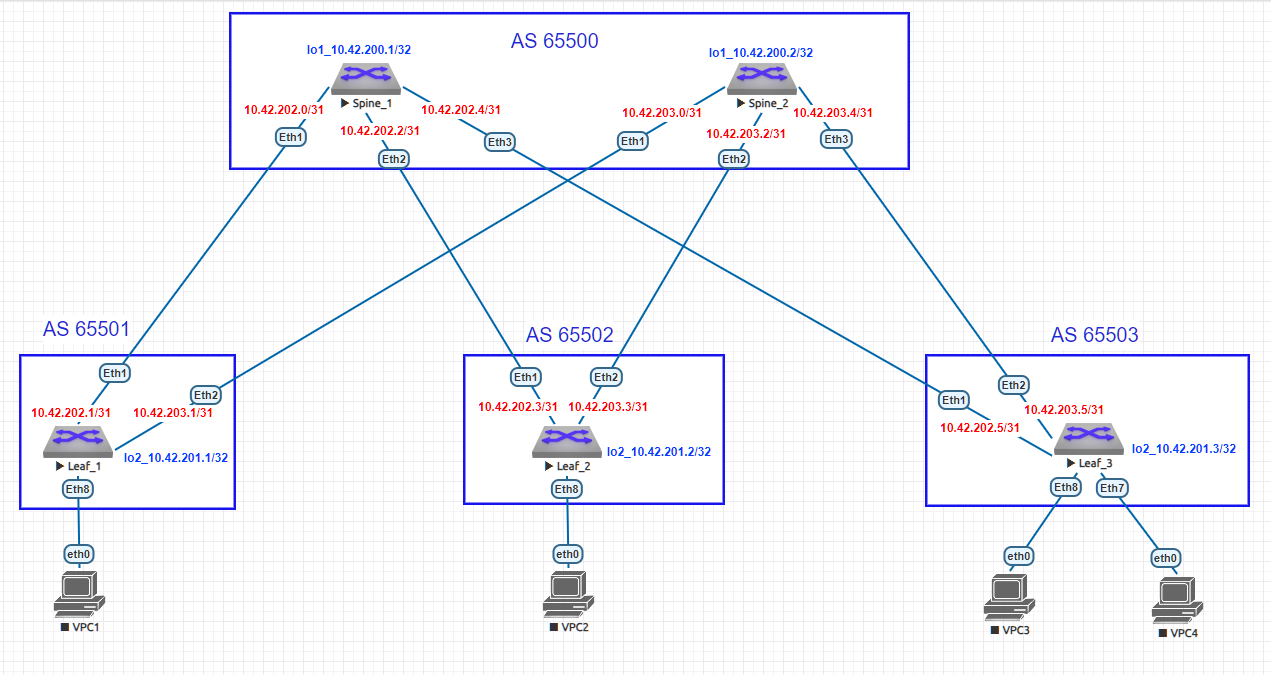 AS 65500
lo1_10.42.200.1/32
lo1_10.42.200.2/32
Spine_1
Spine_2
10.42.202.0/31
10.42.202.2/31
10.42.202.4/31
10.42.203.0/31
10.42.203.2/31
10.42.203.4/31
Eth1
Eth2
Eth3
Eth1
Eth2
Eth3
AS 65501
Eth1
Eth2
10.42.202.1/31
10.42.203.1/31
lo2_10.42.201.1/32
Leaf_1
Eth8
eth0
VPC1
AS 65502
Eth1
Eth2
10.42.202.3/31
10.42.203.3/31
lo2_10.42.201.2/32
Leaf_2
Eth8
eth0
VPC2
AS 65503
Eth2
Eth1
10.42.203.5/31
10.42.202.5/31
lo2_10.42.201.3/32
Leaf_3
Eth8
Eth7
eth0
eth0
VPC3
VPC4